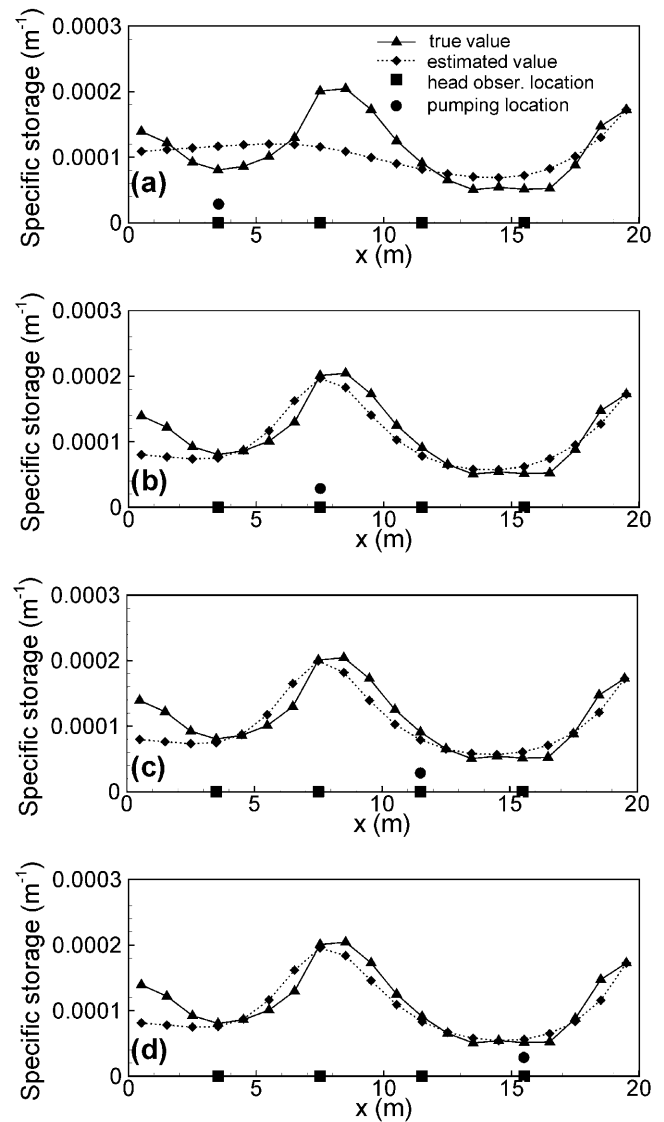 0.0003
true value
estimated value
head obser. location
pumping location
0.0002
0.0001
0
Specific storage (m⁻¹)
(a)
0 5 10 15 20
x (m)
0.0003
0.0002
0.0001
0
Specific storage (m⁻¹)
(b)
0 5 10 15 20
x (m)
0.0003
0.0002
0.0001
0
Specific storage (m⁻¹)
(c)
0 5 10 15 20
x (m)
0.0003
0.0002
0.0001
0
Specific storage (m⁻¹)
(d)
0 5 10 15 20
x (m)